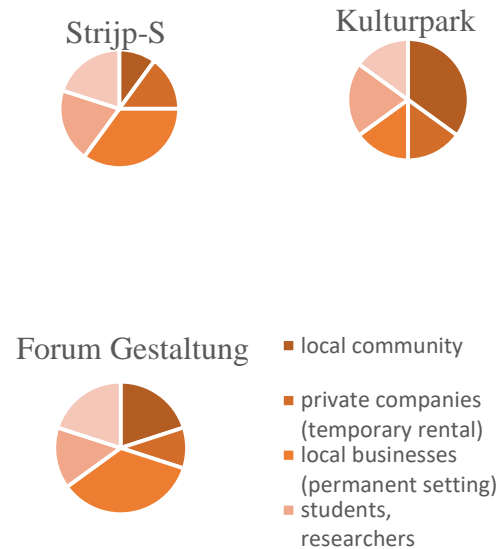 Strijp-S
Kulturpark
Forum Gestaltung
local community
private companies
(temporary rental)
local businesses
(permanent setting)
students,
researchers